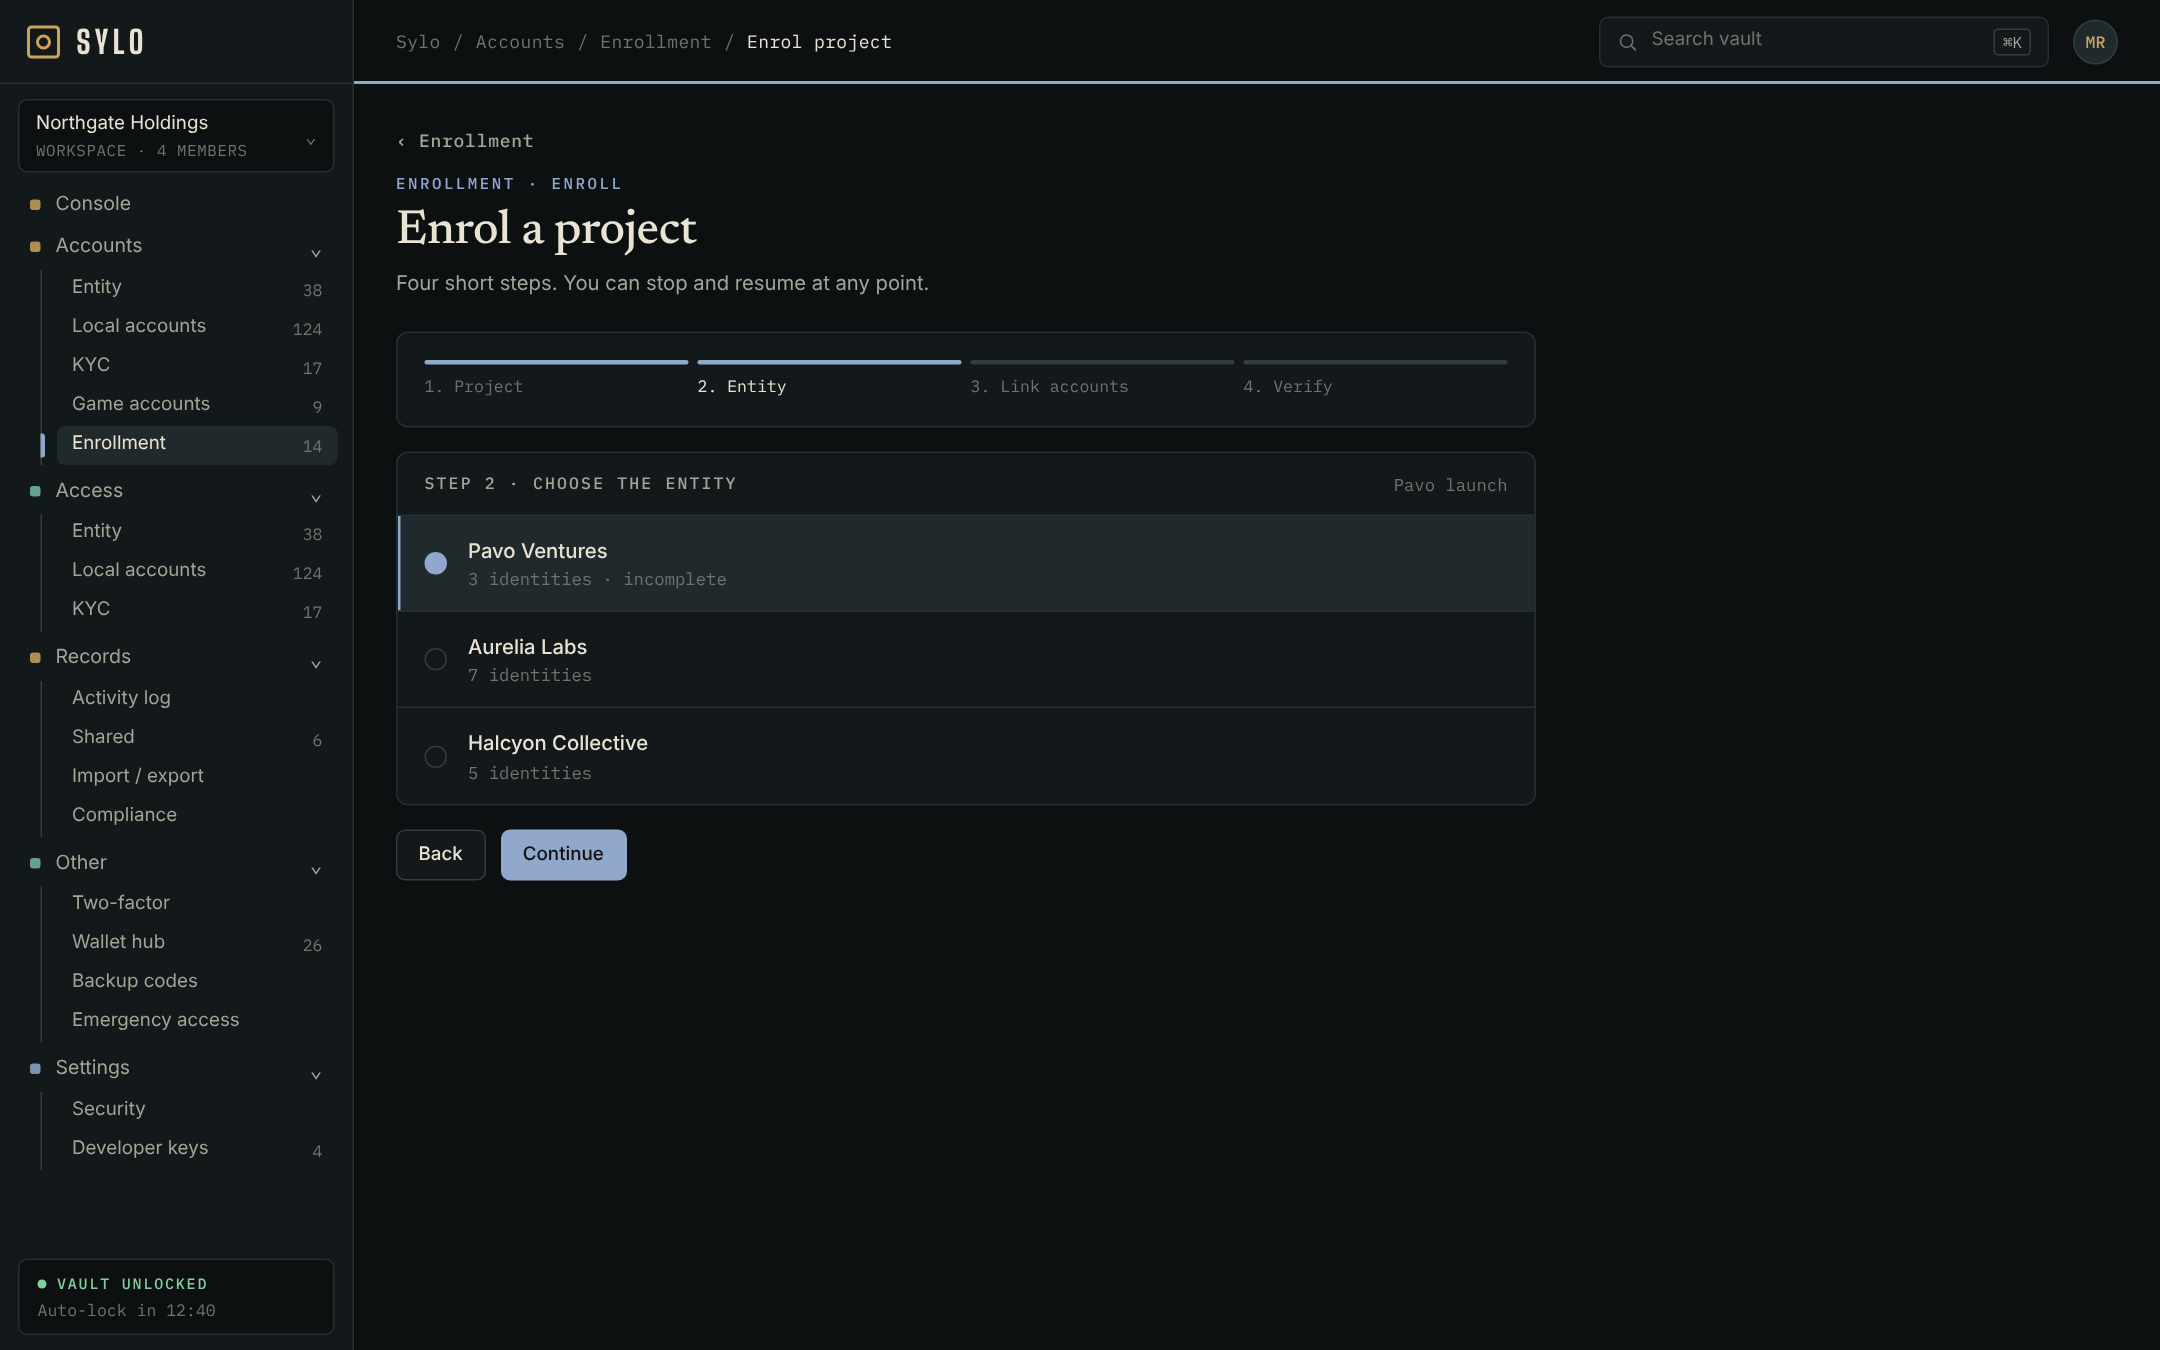 SYLO
Sylo / Accounts / Enrollment / Enrol project
Search vault
⌘K
MR
Northgate Holdings
WORKSPACE · 4 MEMBERS
Console
Accounts
Entity 38
Local accounts 124
KYC 17
Game accounts 9
Enrollment 14
Access
Entity 38
Local accounts 124
KYC 17
Records
Activity log
Shared 6
Import / export
Compliance
Other
Two-factor
Wallet hub 26
Backup codes
Emergency access
Settings
Security
Developer keys 4
VAULT UNLOCKED
Auto-lock in 12:40
‹ Enrollment
ENROLLMENT · ENROLL
Enrol a project
Four short steps. You can stop and resume at any point.
1. Project
2. Entity
3. Link accounts
4. Verify
STEP 2 · CHOOSE THE ENTITY
Pavo launch
Pavo Ventures
3 identities · incomplete
Aurelia Labs
7 identities
Halcyon Collective
5 identities
Back
Continue